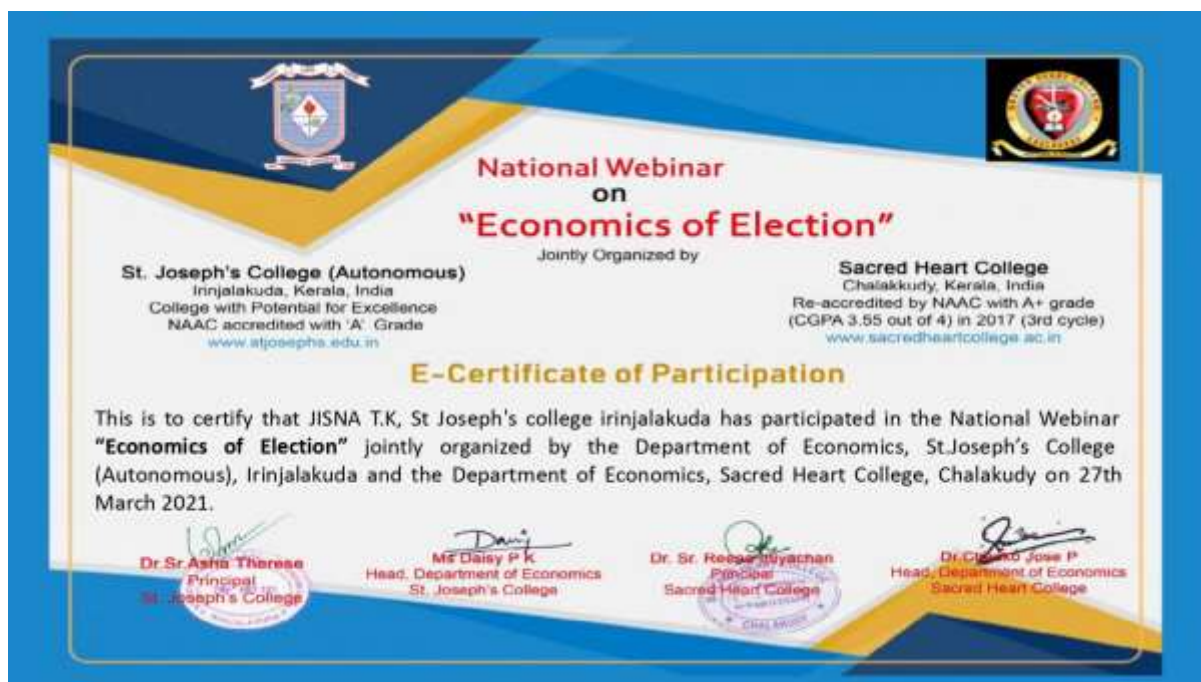 National Webinar
on
"Economics of Election"
Jointly Organized by
St. Joseph's College (Autonomous)
Irinjalakuda, Kerala, India
College with Potential for Excellence
NAAC accredited with 'A' Grade
www.stjosephs.edu.in
Sacred Heart College
Chalakkudy, Kerala, India
Re-accredited by NAAC with A+ grade
(CGPA 3.55 out of 4) in 2017 (3rd cycle)
www.sacredheartcollege.ac.in
E-Certificate of Participation
This is to certify that JISNA T.K, St Joseph's college irinjalakuda has participated in the National Webinar
"Economics of Election" jointly organized by the Department of Economics, St.Joseph's College
(Autonomous), Irinjalakuda and the Department of Economics, Sacred Heart College, Chalakudy on 27th
March 2021.
Dr.Sr.Asha Therese
Principal
St. Joseph's College
Ms Daisy P K
Head, Department of Economics
St. Joseph's College
Dr. Sr. Reena
Principal
Sacred Heart College
Jose P
Head, Department of Economics
Sacred Heart College
CHALAKUDY